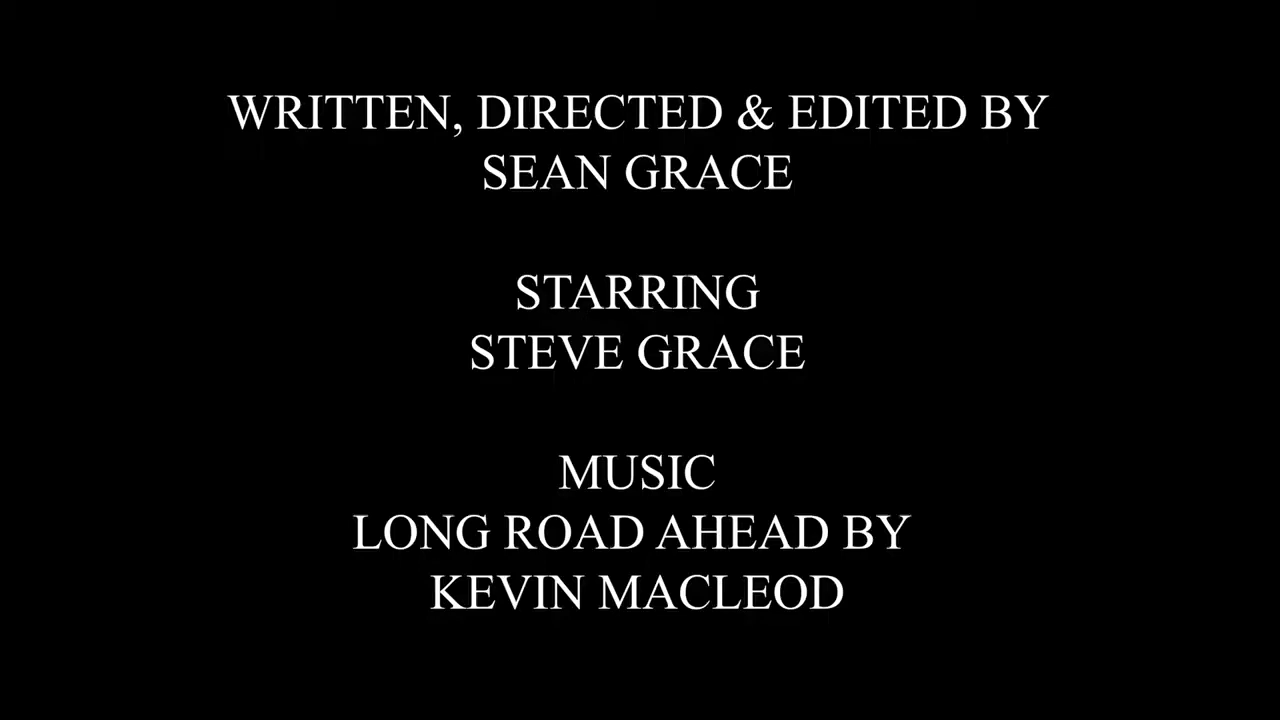 WRITTEN, DIRECTED & EDITED BY
SEAN GRACE
STARRING
STEVE GRACE
MUSIC
LONG ROAD AHEAD BY
KEVIN MACLEOD